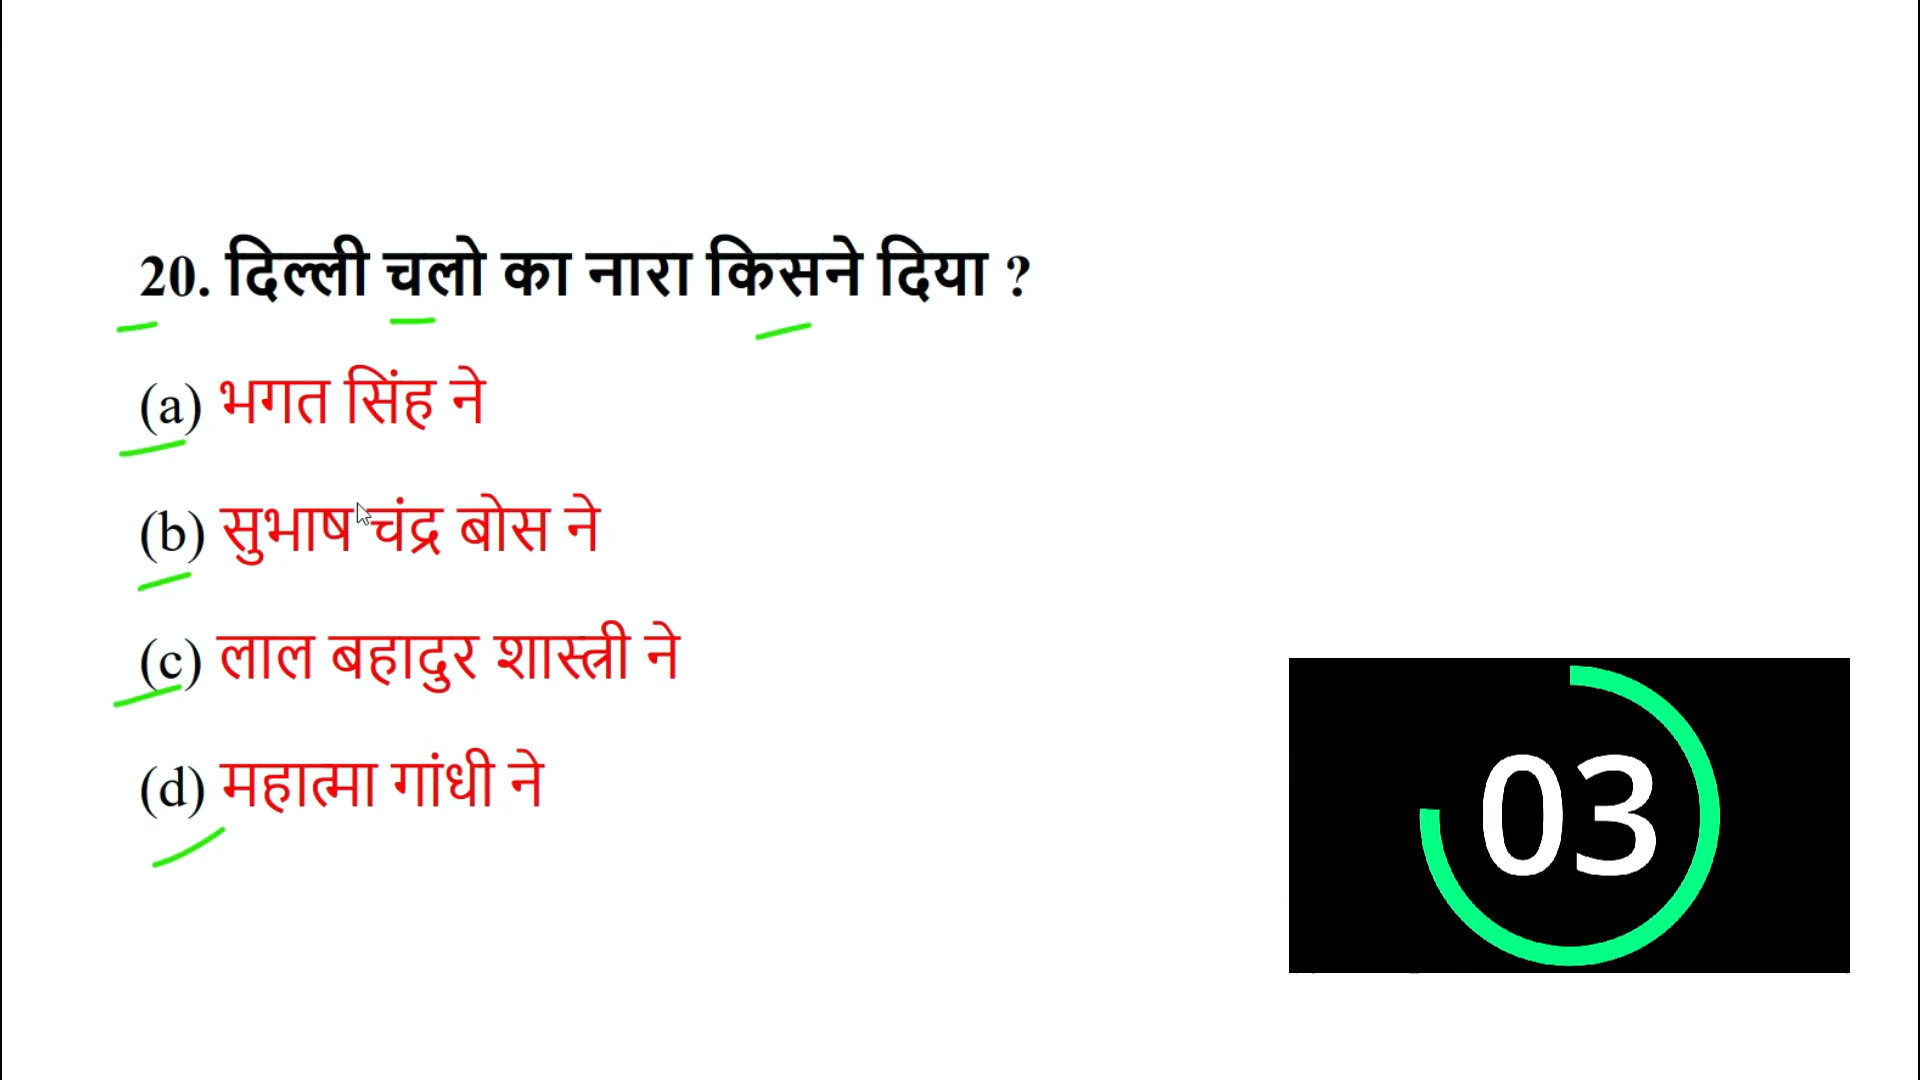 20. दिल्ली चलो का नारा किसने दिया ?
(a) भगत सिंह ने
(b) सुभाष चंद्र बोस ने
(c) लाल बहादुर शास्त्री ने
(d) महात्मा गांधी ने
03